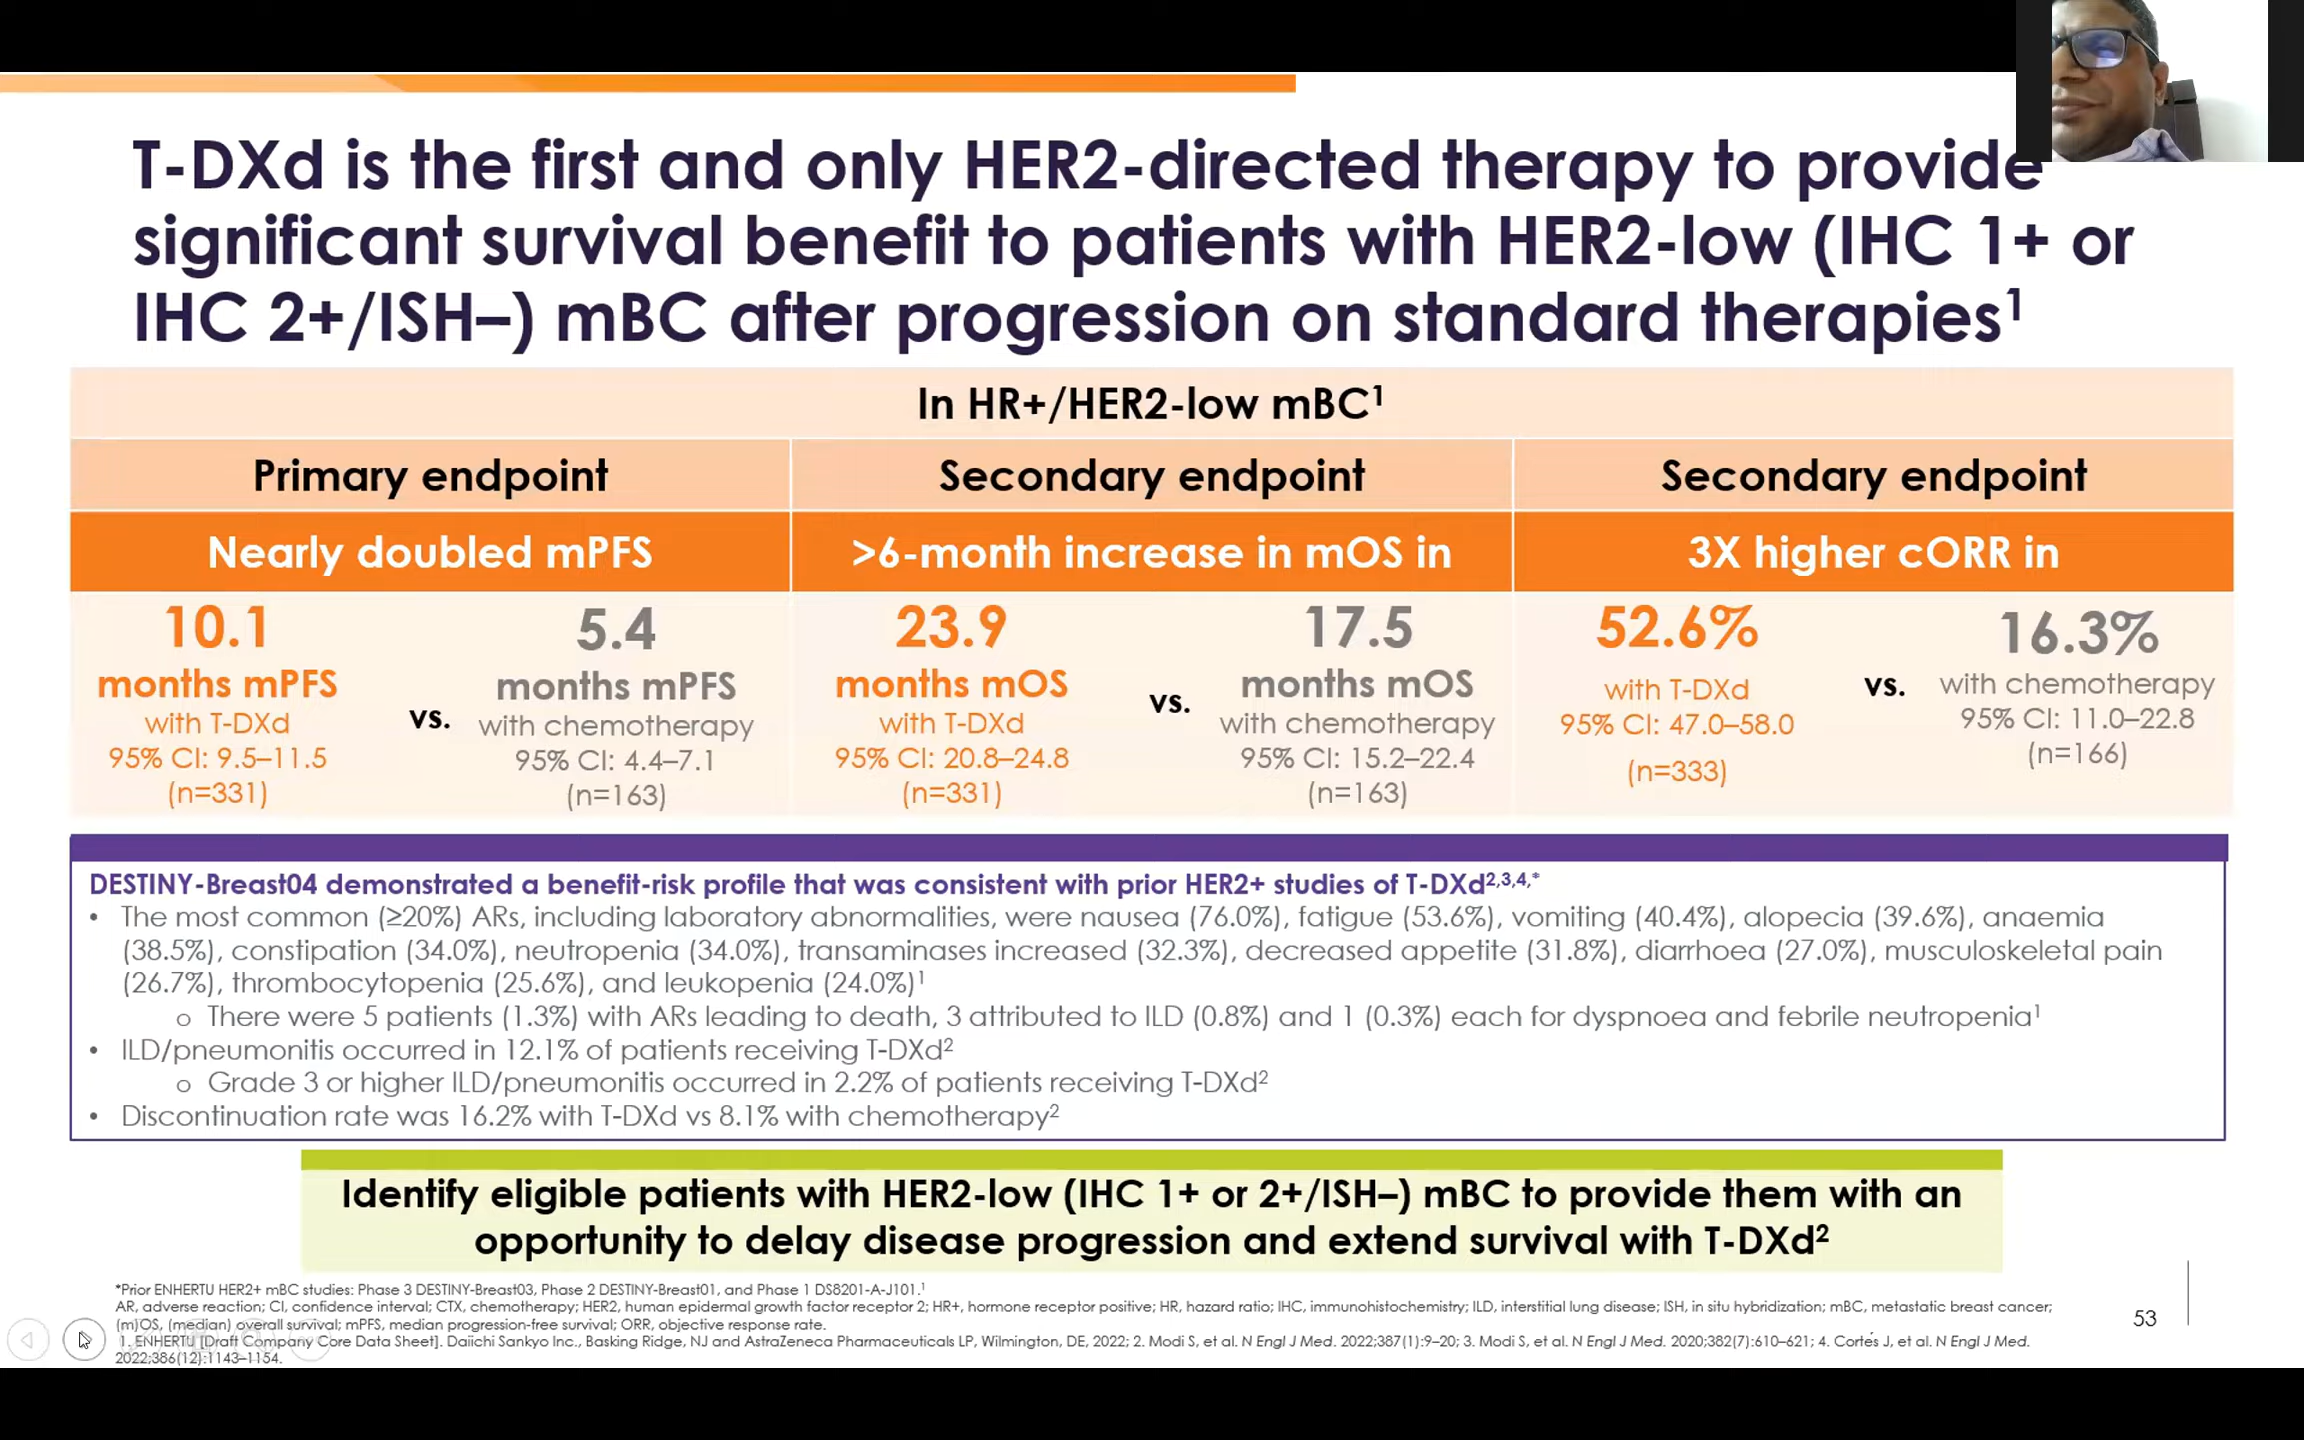 T-DXd is the first and only HER2-directed therapy to provide
significant survival benefit to patients with HER2-low (IHC 1+ or
IHC 2+/ISH–) mBC after progression on standard therapies¹
In HR+/HER2-low mBC¹
Primary endpoint
Secondary endpoint
Secondary endpoint
Nearly doubled mPFS
>6-month increase in mOS in
3X higher cORR in
10.1
months mPFS
with T-DXd
95% CI: 9.5–11.5
(n=331)
vs.
5.4
months mPFS
with chemotherapy
95% CI: 4.4–7.1
(n=163)
23.9
months mOS
with T-DXd
95% CI: 20.8–24.8
(n=331)
vs.
17.5
months mOS
with chemotherapy
95% CI: 15.2–22.4
(n=163)
52.6%
with T-DXd
95% CI: 47.0–58.0
(n=333)
vs.
16.3%
with chemotherapy
95% CI: 11.0–22.8
(n=166)
DESTINY-Breast04 demonstrated a benefit-risk profile that was consistent with prior HER2+ studies of T-DXd²,³,⁴,*
• The most common (≥20%) ARs, including laboratory abnormalities, were nausea (76.0%), fatigue (53.6%), vomiting (40.4%), alopecia (39.6%), anaemia
(38.5%), constipation (34.0%), neutropenia (34.0%), transaminases increased (32.3%), decreased appetite (31.8%), diarrhoea (27.0%), musculoskeletal pain
(26.7%), thrombocytopenia (25.6%), and leukopenia (24.0%)¹
o There were 5 patients (1.3%) with ARs leading to death, 3 attributed to ILD (0.8%) and 1 (0.3%) each for dyspnoea and febrile neutropenia¹
• ILD/pneumonitis occurred in 12.1% of patients receiving T-DXd²
o Grade 3 or higher ILD/pneumonitis occurred in 2.2% of patients receiving T-DXd²
• Discontinuation rate was 16.2% with T-DXd vs 8.1% with chemotherapy²
Identify eligible patients with HER2-low (IHC 1+ or 2+/ISH–) mBC to provide them with an
opportunity to delay disease progression and extend survival with T-DXd²
*Prior ENHERTU HER2+ mBC studies: Phase 3 DESTINY-Breast03, Phase 2 DESTINY-Breast01, and Phase 1 DS8201-A-J101.¹
AR, adverse reaction; CI, confidence interval; CTX, chemotherapy; HER2, human epidermal growth factor receptor 2; HR+, hormone receptor positive; HR, hazard ratio; IHC, immunohistochemistry; ILD, interstitial lung disease; ISH, in situ hybridization; mBC, metastatic breast cancer;
(m)OS, (median) overall survival; mPFS, median progression-free survival; ORR, objective response rate.
1. ENHERTU [Draft Company Core Data Sheet]. Daiichi Sankyo Inc., Basking Ridge, NJ and AstraZeneca Pharmaceuticals LP, Wilmington, DE, 2022; 2. Modi S, et al. N Engl J Med. 2022;387(1):9–20; 3. Modi S, et al. N Engl J Med. 2020;382(7):610–621; 4. Cortés J, et al. N Engl J Med.
2022;386(12):1143–1154.
53